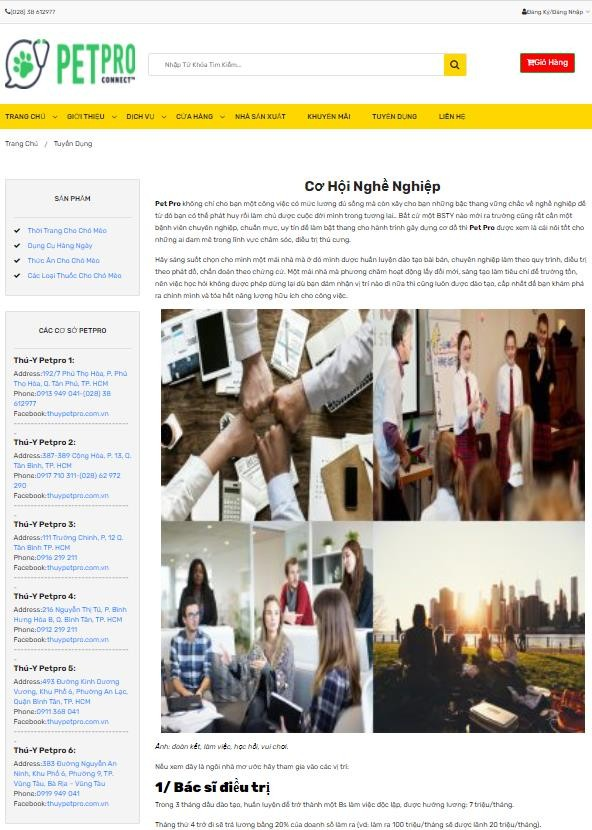 (028) 38 612977
Đăng Ký/Đăng Nhập
PETPRO
CONNECT™
Nhập Từ Khóa Tìm Kiếm...
Giỏ Hàng
TRANG CHỦ
GIỚI THIỆU
DỊCH VỤ
CỬA HÀNG
NHÀ SẢN XUẤT
KHUYẾN MÃI
TUYỂN DỤNG
LIÊN HỆ
Trang Chủ / Tuyển Dụng
SẢN PHẨM
Thời Trang Cho Chó Mèo
Dụng Cụ Hàng Ngày
Thức Ăn Cho Chó Mèo
Các Loại Thuốc Cho Chó Mèo
CÁC CƠ SỞ PETPRO
Thú-Y Petpro 1:
Address:192/7 Phú Thọ Hòa, P. Phú
Thọ Hòa, Q. Tân Phú, TP. HCM
Phone:0913 949 041-(028) 38
612977
Facebook:thuypetpro.com.vn
Thú-Y Petpro 2:
Address:387-389 Cộng Hòa, P. 13, Q.
Tân Bình, TP. HCM
Phone:0917 710 311-(028) 62 972
290
Facebook:thuypetpro.com.vn
Thú-Y Petpro 3:
Address:111 Trường Chinh, P, 12 Q.
Tân Bình TP. HCM
Phone:0916 219 211
Facebook:thuypetpro.com.vn
Thú-Y Petpro 4:
Address:216 Nguyễn Thị Tú, P. Bình
Hưng Hòa B, Q. Bình Tân, TP. HCM
Phone:0912 219 211
Facebook:thuypetpro.com.vn
Thú-Y Petpro 5:
Address:493 Đường Kinh Dương
Vương, Khu Phố 6, Phường An Lạc,
Quận Bình Tân, TP. HCM
Phone:0911 368 041
Facebook:thuypetpro.com.vn
Thú-Y Petpro 6:
Address:383 Đường Nguyễn An
Ninh, Khu Phố 6, Phường 9, TP.
Vũng Tàu, Bà Rịa - Vũng Tàu
Phone:0919 949 041
Facebook:thuypetpro.com.vn
Cơ Hội Nghề Nghiệp
Pet Pro không chỉ cho bạn một công việc có mức lương đủ sống mà còn xây cho bạn những bậc thang vững chắc về nghề nghiệp để
từ đó bạn có thể phát huy rồi làm chủ được cuộc đời mình trong tương lai.. Bất cứ một BSTY nào mới ra trường cũng rất cần một
bệnh viện chuyên nghiệp, chuẩn mực, uy tín để làm bật thang cho hành trình gây dựng cơ đồ thì Pet Pro được xem là cái nôi tốt cho
những ai đam mê trong lĩnh vực chăm sóc, điều trị thú cưng.
Hãy sáng suốt chọn cho mình một mái nhà mà ở đó mình được huấn luyện đào tạo bài bản, chuyên nghiệp làm theo quy trình, điều trị
theo phát đồ, chẩn đoán theo chứng cứ. Một mái nhà mà phương châm hoạt động lấy đổi mới, sáng tạo làm tiêu chí để trường tồn,
nên việc học hỏi không được phép dừng lại dù bạn đảm nhận vị trí nào đi nữa thì cũng luôn được đào tạo, cập nhất để bạn khám phá
ra chính mình và tỏa hết năng lượng hữu ích cho công việc.
Ảnh: đoàn kết, làm việc, học hỏi, vui chơi.
Nếu xem đây là ngôi nhà mơ ước hãy tham gia vào các vị trí:
1/ Bác sĩ điều trị
Trong 3 tháng đầu đào tạo, huấn luyện để trở thành một Bs làm việc độc lập, được hưởng lương: 7 triệu/tháng.
Tháng thứ 4 trở đi sẽ trả lương bằng 20% của doanh số làm ra (vd: làm ra 100 triệu/tháng sẽ được lãnh 20 triệu/tháng).